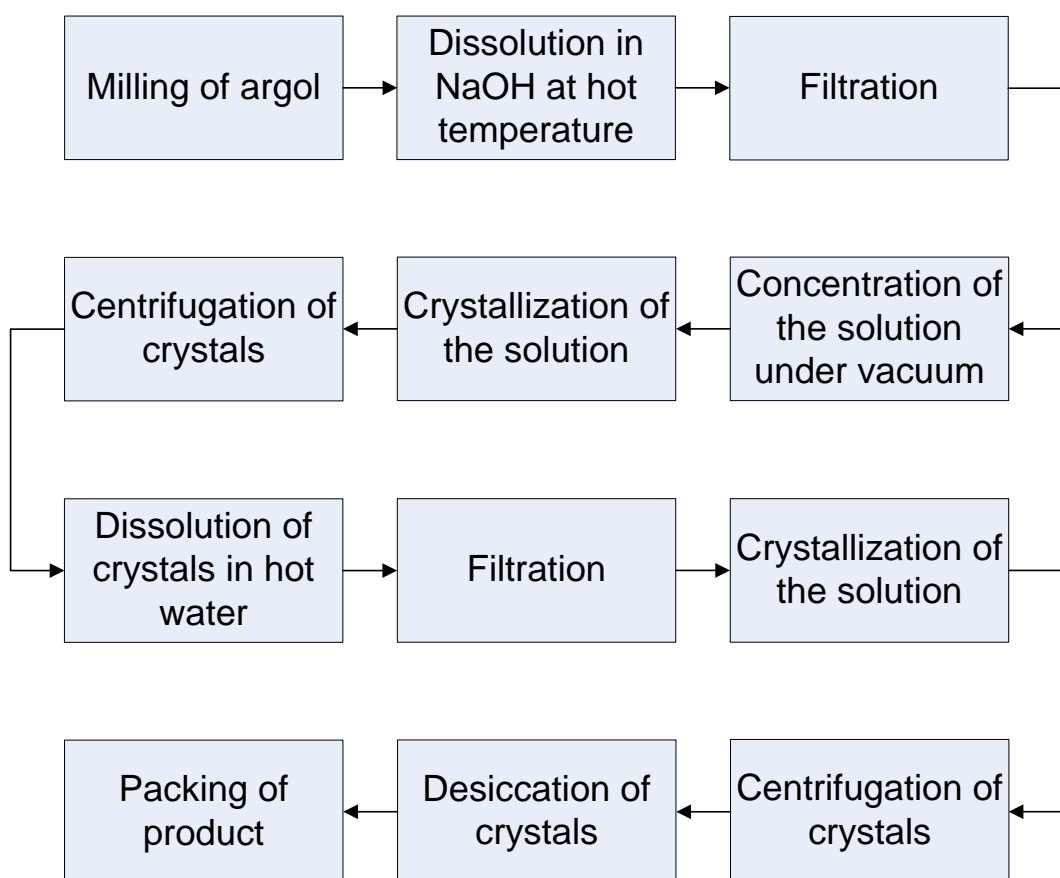 Milling of argol
Dissolution in
NaOH at hot
temperature
Filtration
Concentration of
the solution
under vacuum
Crystallization of
the solution
Centrifugation of
crystals
Dissolution of
crystals in hot
water
Filtration
Crystallization of
the solution
Centrifugation of
crystals
Desiccation of
crystals
Packing of
product